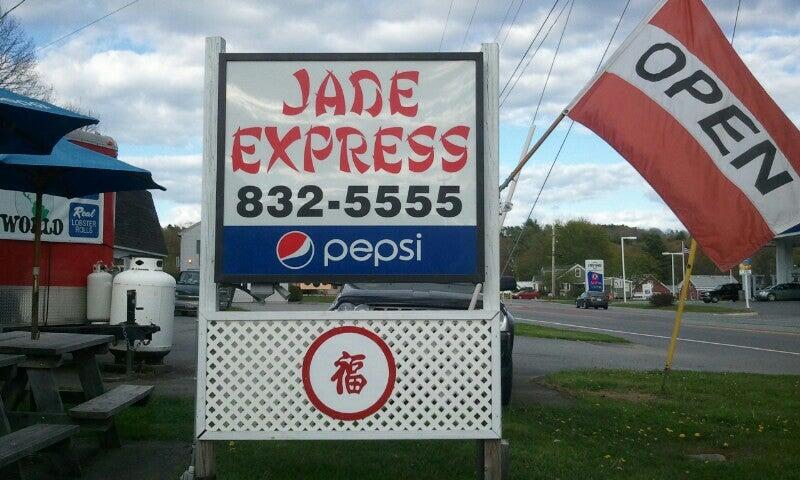 JADE
EXPRESS
832-5555
pepsi
福
OPEN
Real
LOBSTER
ROLLS
WORLD